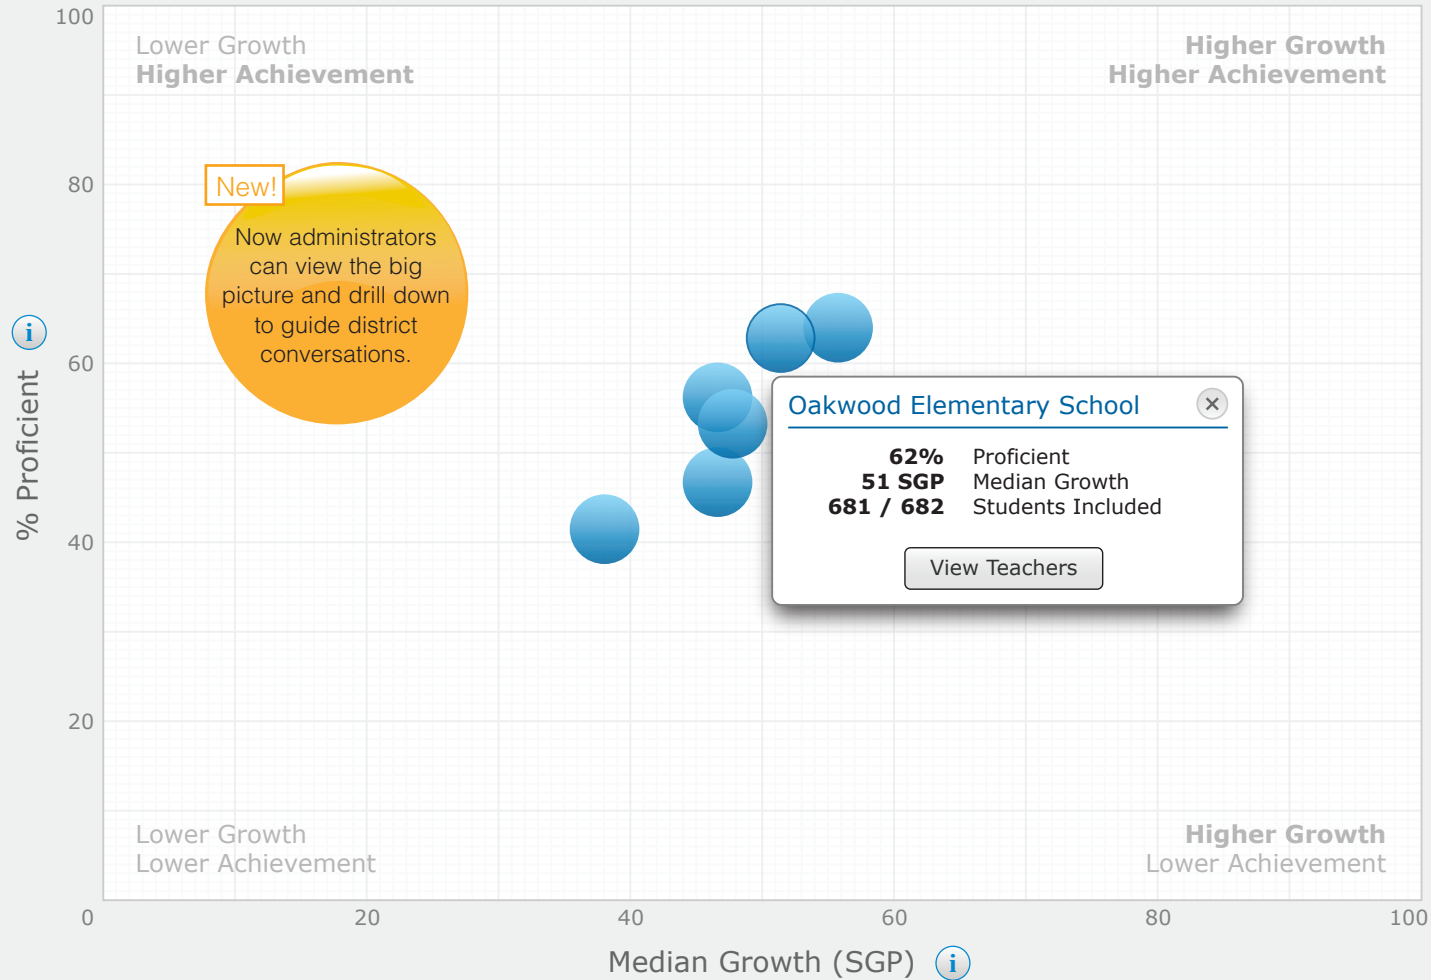 100
Lower Growth
Higher Achievement
Higher Growth
Higher Achievement
80
New!
Now administrators
can view the big
picture and drill down
to guide district
conversations.
60
% Proficient i
Oakwood Elementary School ×
62% Proficient
51 SGP Median Growth
681 / 682 Students Included
View Teachers
40
20
Lower Growth
Lower Achievement
Higher Growth
Lower Achievement
0 20 40 60 80 100
Median Growth (SGP) i